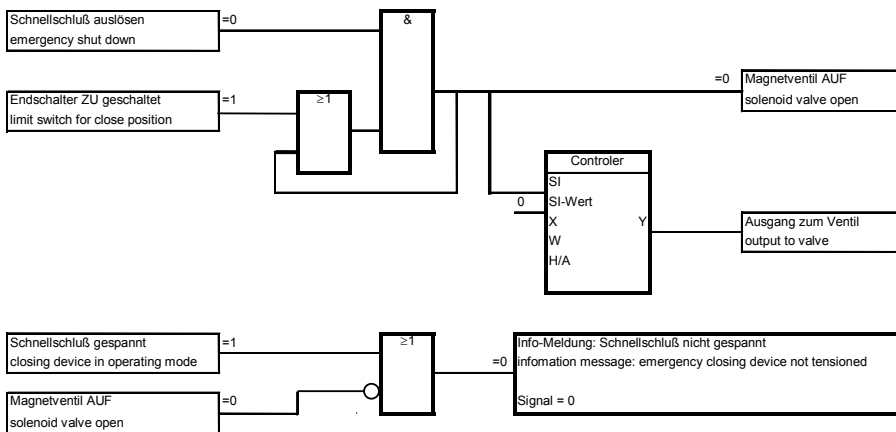 Schnellschluß auslösen
emergency shut down
=0
&
Endschalter ZU geschaltet
limit switch for close position
=1
≥1
=0
Magnetventil AUF
solenoid valve open
Controler
SI
0
SI-Wert
X
Y
W
H/A
Ausgang zum Ventil
output to valve
Schnellschluß gespannt
closing device in operating mode
=1
≥1
=0
Info-Meldung: Schnellschluß nicht gespannt
infomation message: emergency closing device not tensioned
Signal = 0
Magnetventil AUF
solenoid valve open
=0